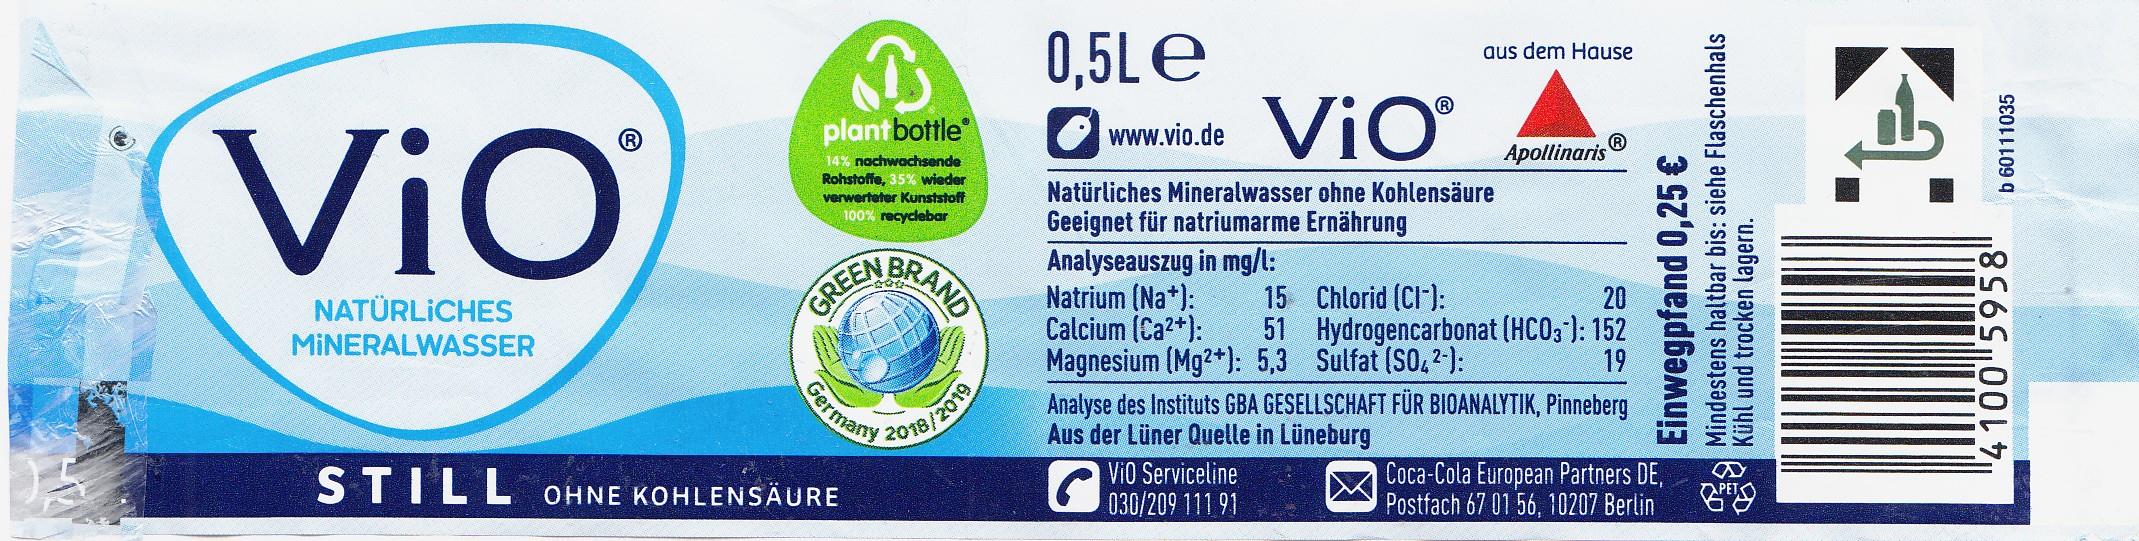 ViO®
NATÜRLiCHES
MiNERALWASSER
STILL OHNE KOHLENSÄURE
plantbottle®
14% nachwachsende
Rohstoffe, 35% wieder
verwerteter Kunststoff
100% recyclebar
GREEN BRAND
Germany 2018/2019
0,5L e
www.vio.de
ViO®
aus dem Hause
Apollinaris®
Natürliches Mineralwasser ohne Kohlensäure
Geeignet für natriumarme Ernährung
Analyseauszug in mg/l:
Natrium (Na⁺): 15 Chlorid (Cl⁻): 20
Calcium (Ca²⁺): 51 Hydrogencarbonat (HCO₃⁻): 152
Magnesium (Mg²⁺): 5,3 Sulfat (SO₄²⁻): 19
Analyse des Instituts GBA GESELLSCHAFT FÜR BIOANALYTIK, Pinneberg
Aus der Lüner Quelle in Lüneburg
ViO Serviceline
030/209 111 91
Coca-Cola European Partners DE,
Postfach 67 01 56, 10207 Berlin
Einwegpfand 0,25 €
Mindestens haltbar bis: siehe Flaschenhals
Kühl und trocken lagern.
PET
b 60111035
4100 5958